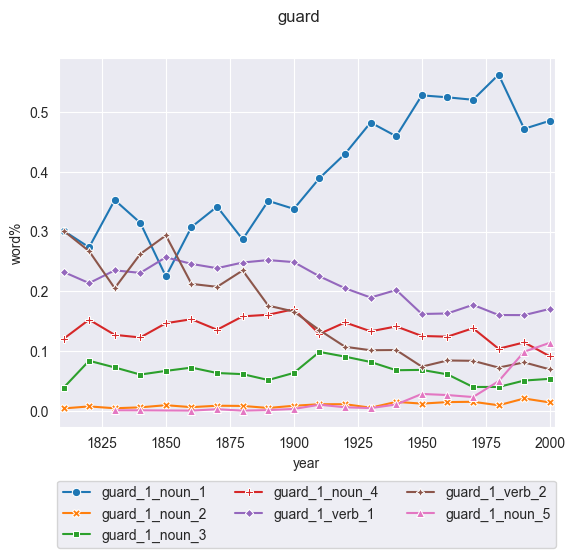 guard
0.5
0.4
0.3
0.2
0.1
0.0
word%
1825 1850 1875 1900 1925 1950 1975 2000
year
guard_1_noun_1 guard_1_noun_4 guard_1_verb_2
guard_1_noun_2 guard_1_verb_1 guard_1_noun_5
guard_1_noun_3